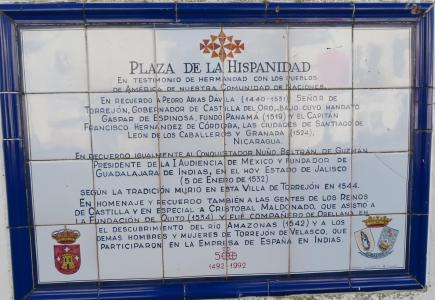 PLAZA DE LA HISPANIDAD
EN TESTIMONIO DE HERMANDAD CON LOS PUEBLOS
DE AMÉRICA DE NUESTRA COMUNIDAD DE NACIONES.
EN RECUERDO A PEDRO ARIAS DÁVILA (1440-1531), SEÑOR DE
TORREJÓN, GOBERNADOR DE CASTILLA DEL ORO, BAJO CUYO MANDATO
GASPAR DE ESPINOSA, FUNDO PANAMÁ (1519) Y EL CAPITÁN
FRANCISCO HERNÁNDEZ DE CÓRDOBA, LAS CIUDADES DE SANTIAGO DE
LEÓN DE LOS CABALLEROS Y GRANADA (1524),
NICARAGUA.
EN RECUERDO IGUALMENTE AL CONQUISTADOR NUÑO BELTRÁN DE GUZMÁN
PRESIDENTE DE LA I AUDIENCIA DE MÉXICO Y FUNDADOR DE
GUADALAJARA DE INDIAS, EN EL HOY ESTADO DE JALISCO
(5 DE ENERO DE 1532)
SEGÚN LA TRADICIÓN MURIO EN ESTA VILLA DE TORREJÓN EN 1544.
EN HOMENAJE Y RECUERDO TAMBIÉN A LAS GENTES DE LOS REINOS
DE CASTILLA Y EN ESPECIAL A CRISTOBAL MALDONADO, QUE ASISTIO A
LA FUNDACIÓN DE QUITO (1534) Y FUÉ COMPAÑERO DE ORELLANA EN
EL DESCUBRIMIENTO DEL RÍO AMAZONAS (1542) Y A LOS
DEMÁS HOMBRES Y MUJERES DE TORREJÓN DE VELASCO, QUE
PARTICIPARON EN LA EMPRESA DE ESPAÑA EN INDIAS.
500
1492-1992